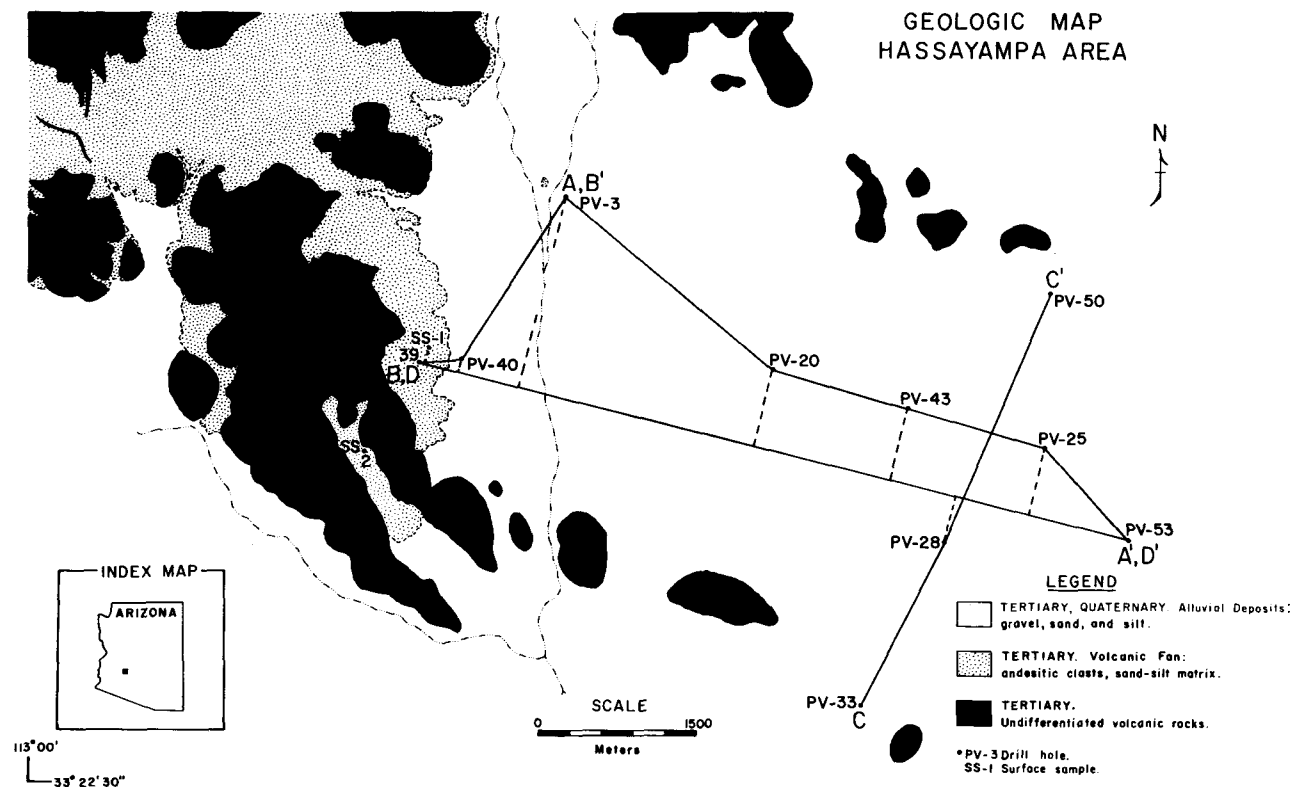 GEOLOGIC MAP
HASSAYAMPA AREA
N
A,B'
PV-3
C'
PV-50
SS-1
39
PV-40
B,D
PV-20
PV-43
PV-25
SS-2
PV-28
PV-53
A',D'
PV-33
C
INDEX MAP
ARIZONA
SCALE
0 1500
Meters
113°00'
33° 22'30"
LEGEND
TERTIARY, QUATERNARY. Alluvial Deposits:
gravel, sand, and silt.
TERTIARY. Volcanic Fan:
andesitic clasts, sand-silt matrix.
TERTIARY.
Undifferentiated volcanic rocks.
•PV-3 Drill hole.
SS-1 Surface sample.